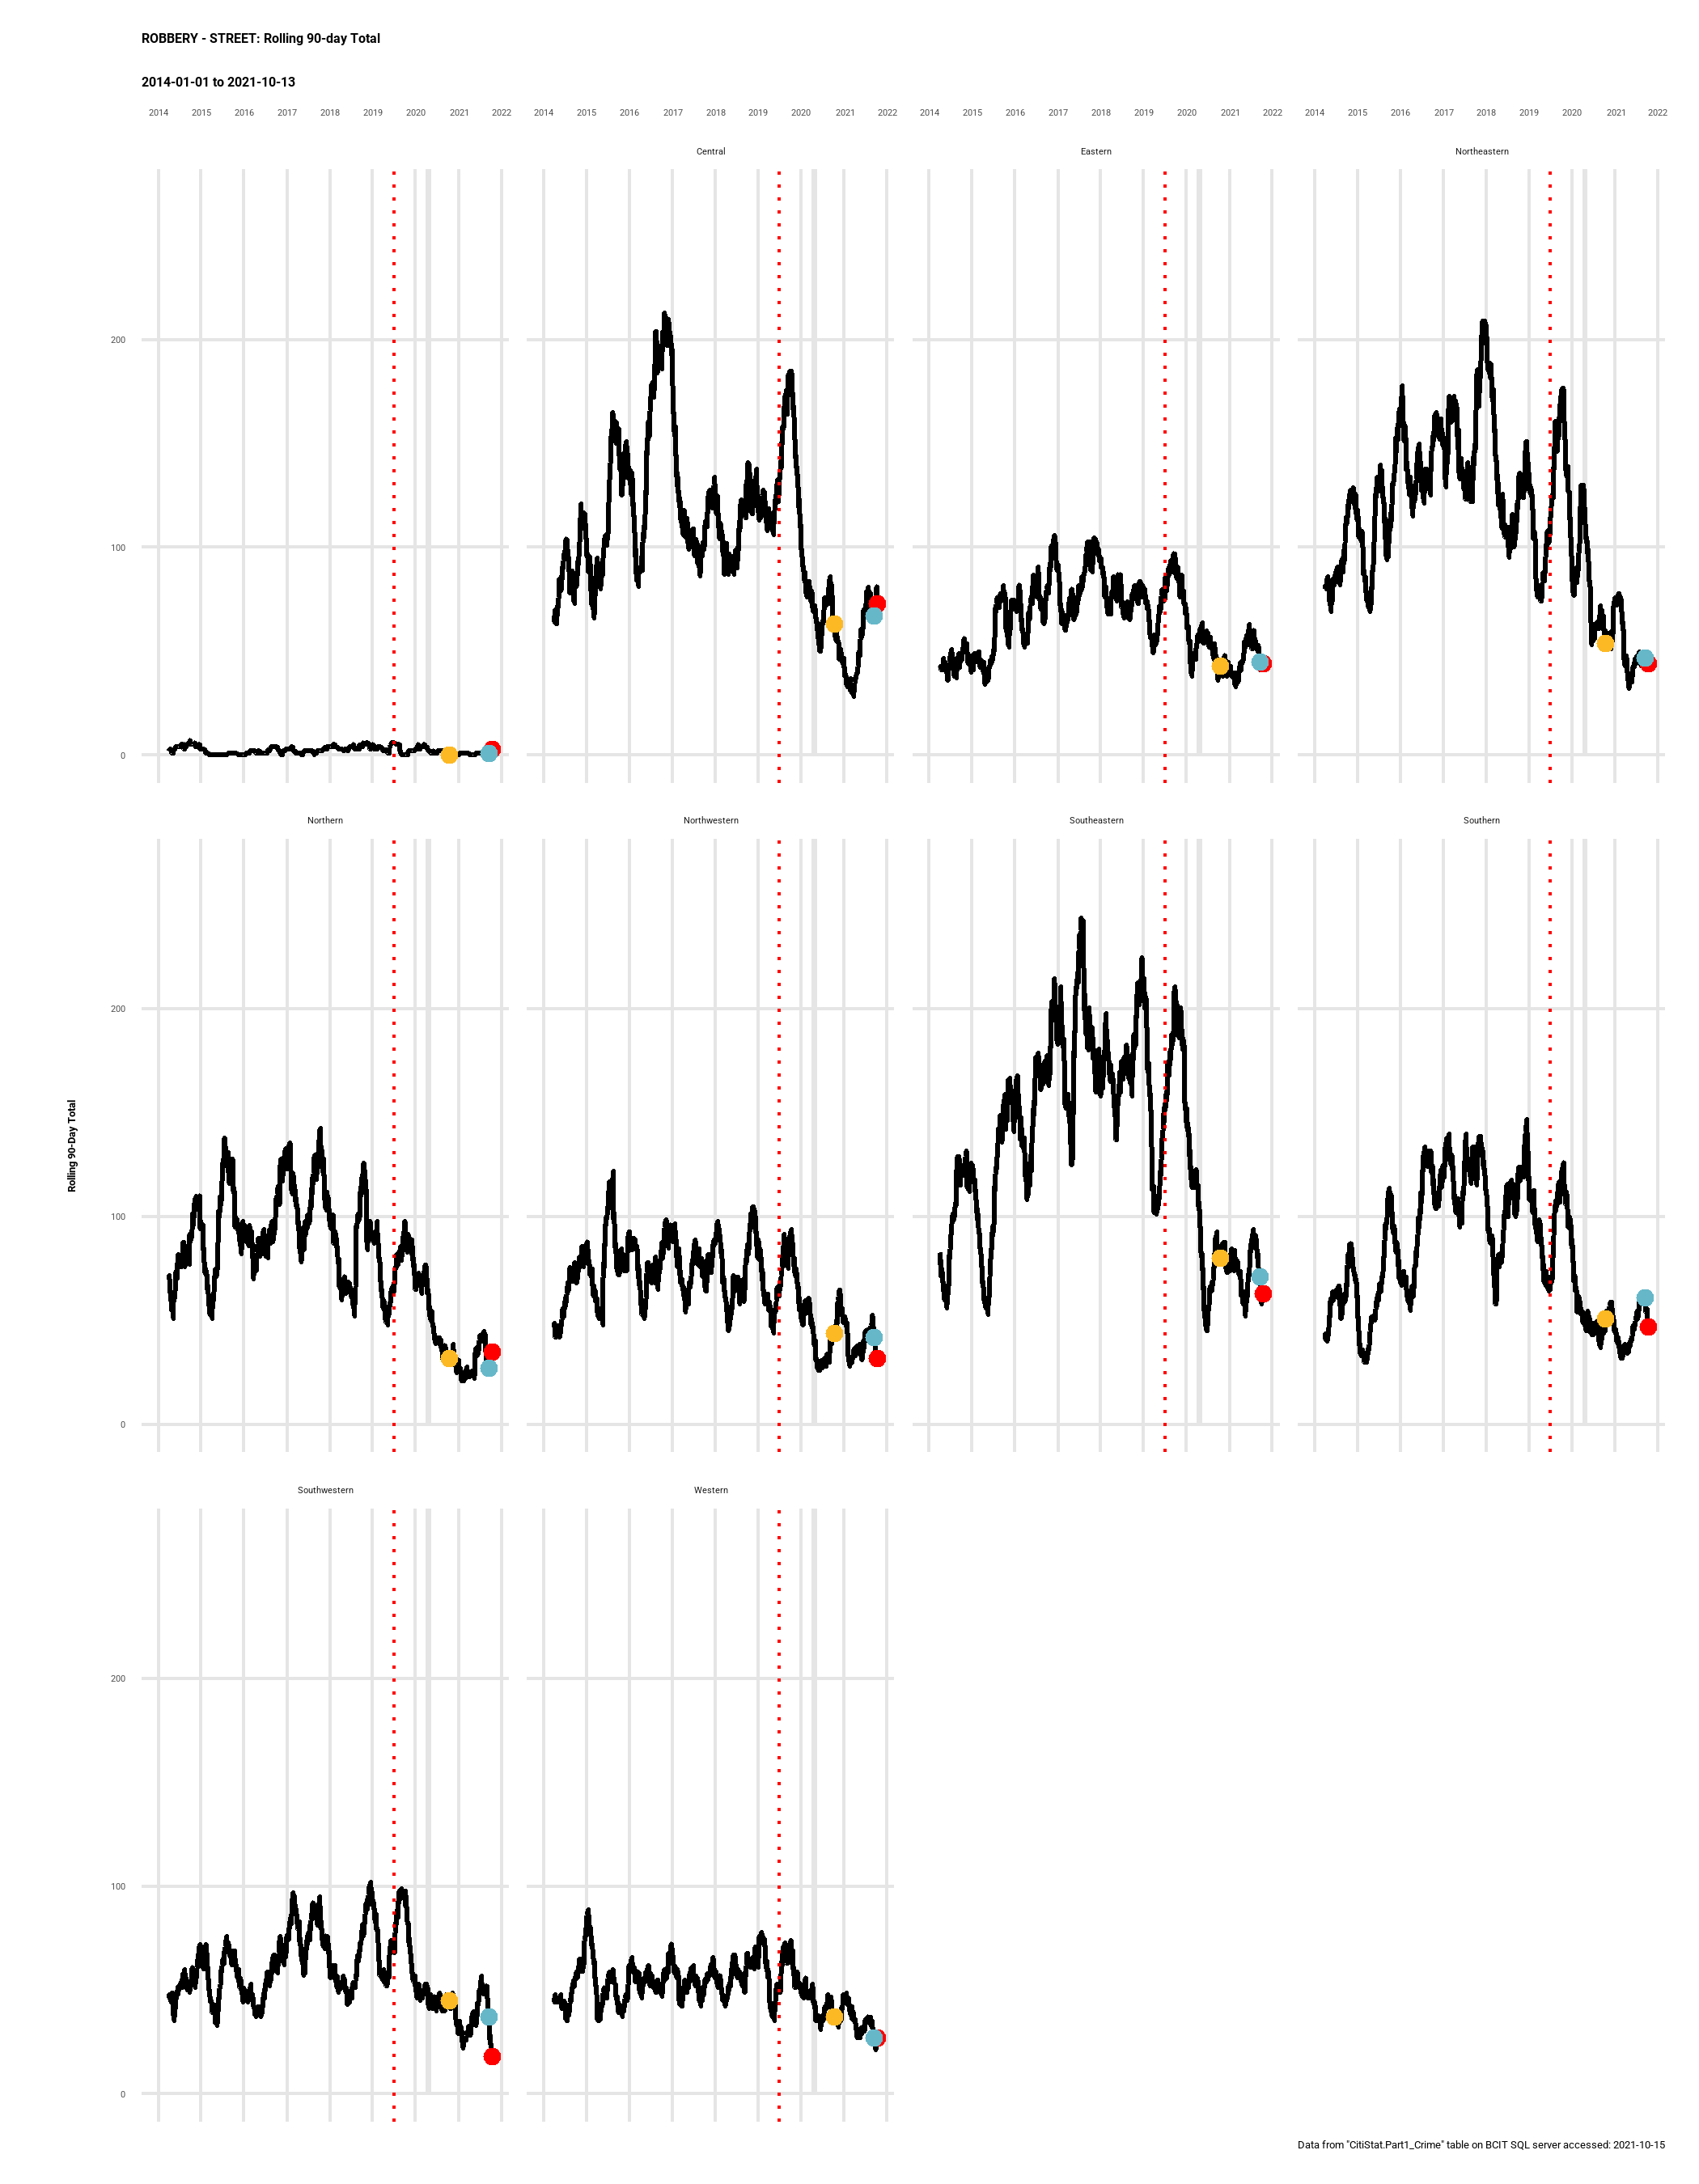 ROBBERY - STREET: Rolling 90-day Total
2014-01-01 to 2021-10-13
2014 2015 2016 2017 2018 2019 2020 2021 2022 2014 2015 2016 2017 2018 2019 2020 2021 2022 2014 2015 2016 2017 2018 2019 2020 2021 2022 2014 2015 2016 2017 2018 2019 2020 2021 2022
Central Eastern Northeastern
200
100
0
Northern Northwestern Southeastern Southern
200
100
0
Rolling 90-Day Total
Southwestern Western
200
100
0
Data from "CitiStat.Part1_Crime" table on BCIT SQL server accessed: 2021-10-15